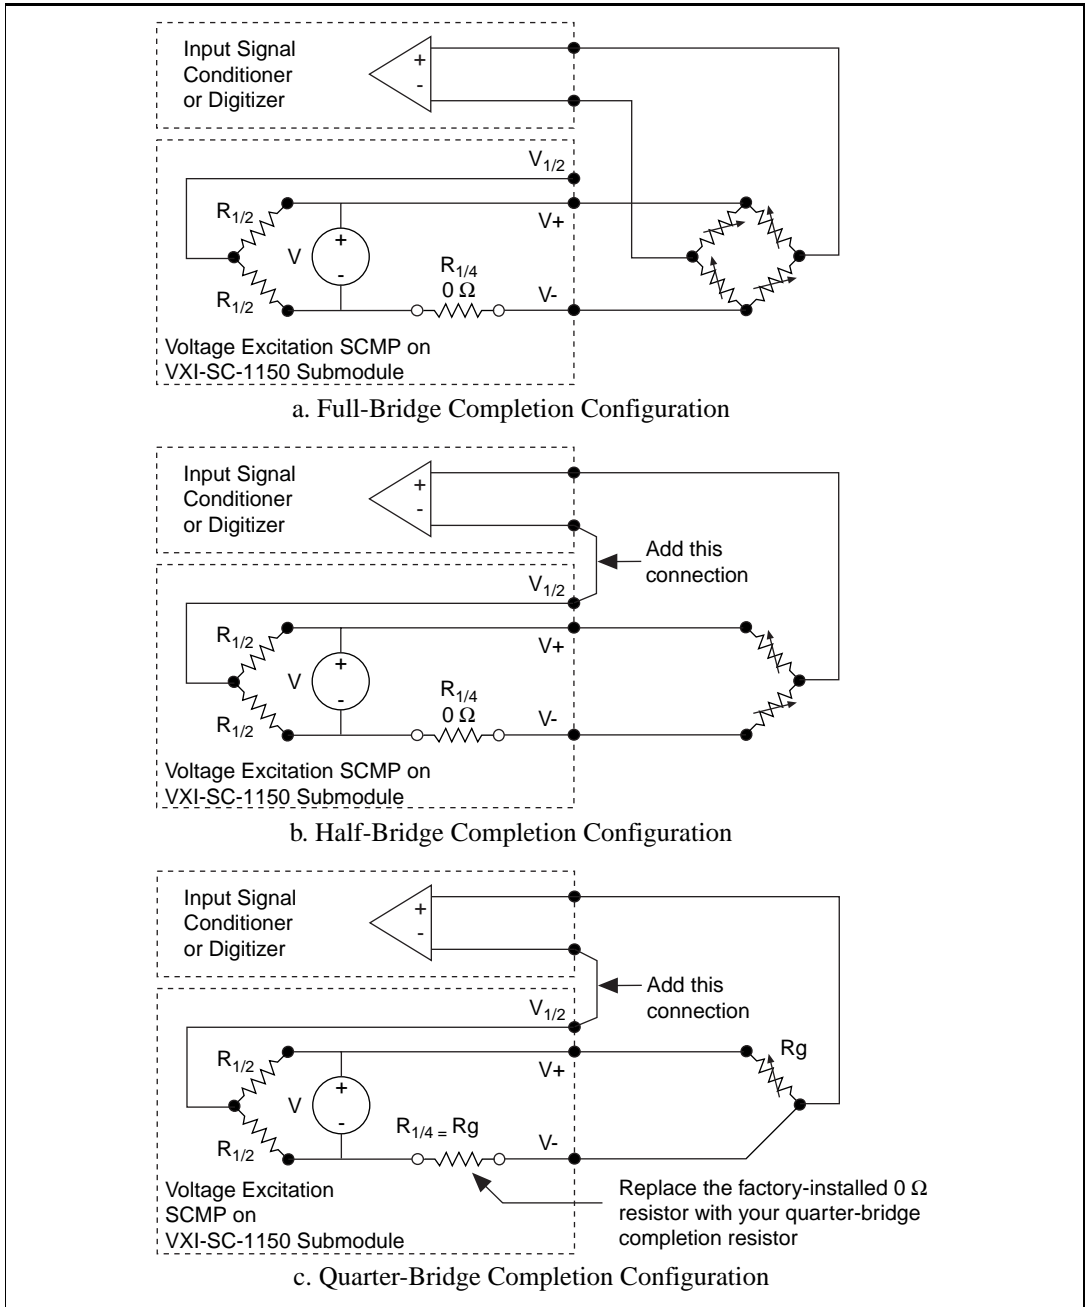 Input Signal
Conditioner
or Digitizer
+
-
V1/2
R1/2
V+
V
+
-
R1/4
0 Ω
R1/2
V-
Voltage Excitation SCMP on
VXI-SC-1150 Submodule
a. Full-Bridge Completion Configuration
Input Signal
Conditioner
or Digitizer
+
-
Add this
connection
V1/2
R1/2
V+
V
+
-
R1/4
0 Ω
R1/2
V-
Voltage Excitation SCMP on
VXI-SC-1150 Submodule
b. Half-Bridge Completion Configuration
Input Signal
Conditioner
or Digitizer
+
-
Add this
connection
V1/2
R1/2
V+
Rg
V
+
-
R1/4 = Rg
R1/2
V-
Voltage Excitation
SCMP on
VXI-SC-1150 Submodule
Replace the factory-installed 0 Ω
resistor with your quarter-bridge
completion resistor
c. Quarter-Bridge Completion Configuration